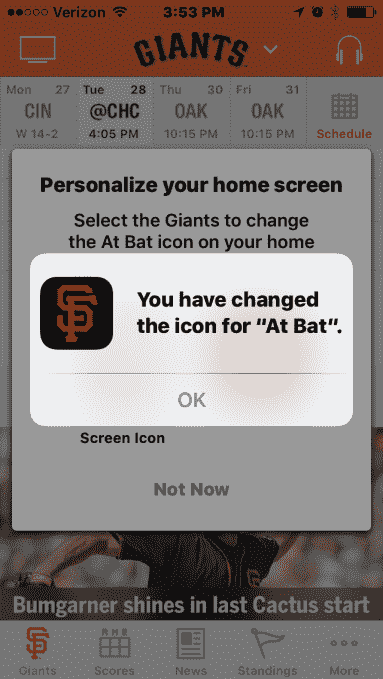 Verizon 3:53 PM
GIANTS
Mon 27 Tue 28 Thu 30 Fri 31
CIN @CHC OAK OAK
W 14-2 4:05 PM 10:15 PM 10:15 PM Schedule
Personalize your home screen
Select the Giants to change
the At Bat icon on your home
SF
You have changed
the icon for "At Bat".
OK
Screen Icon
Not Now
Bumgarner shines in last Cactus start
SF RHE
Giants Scores News Standings More